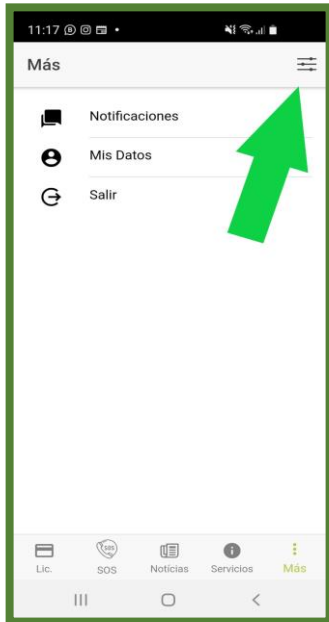 11:17
Más
Notificaciones
Mis Datos
Salir
Lic.
SOS
Noticias
Servicios
Más